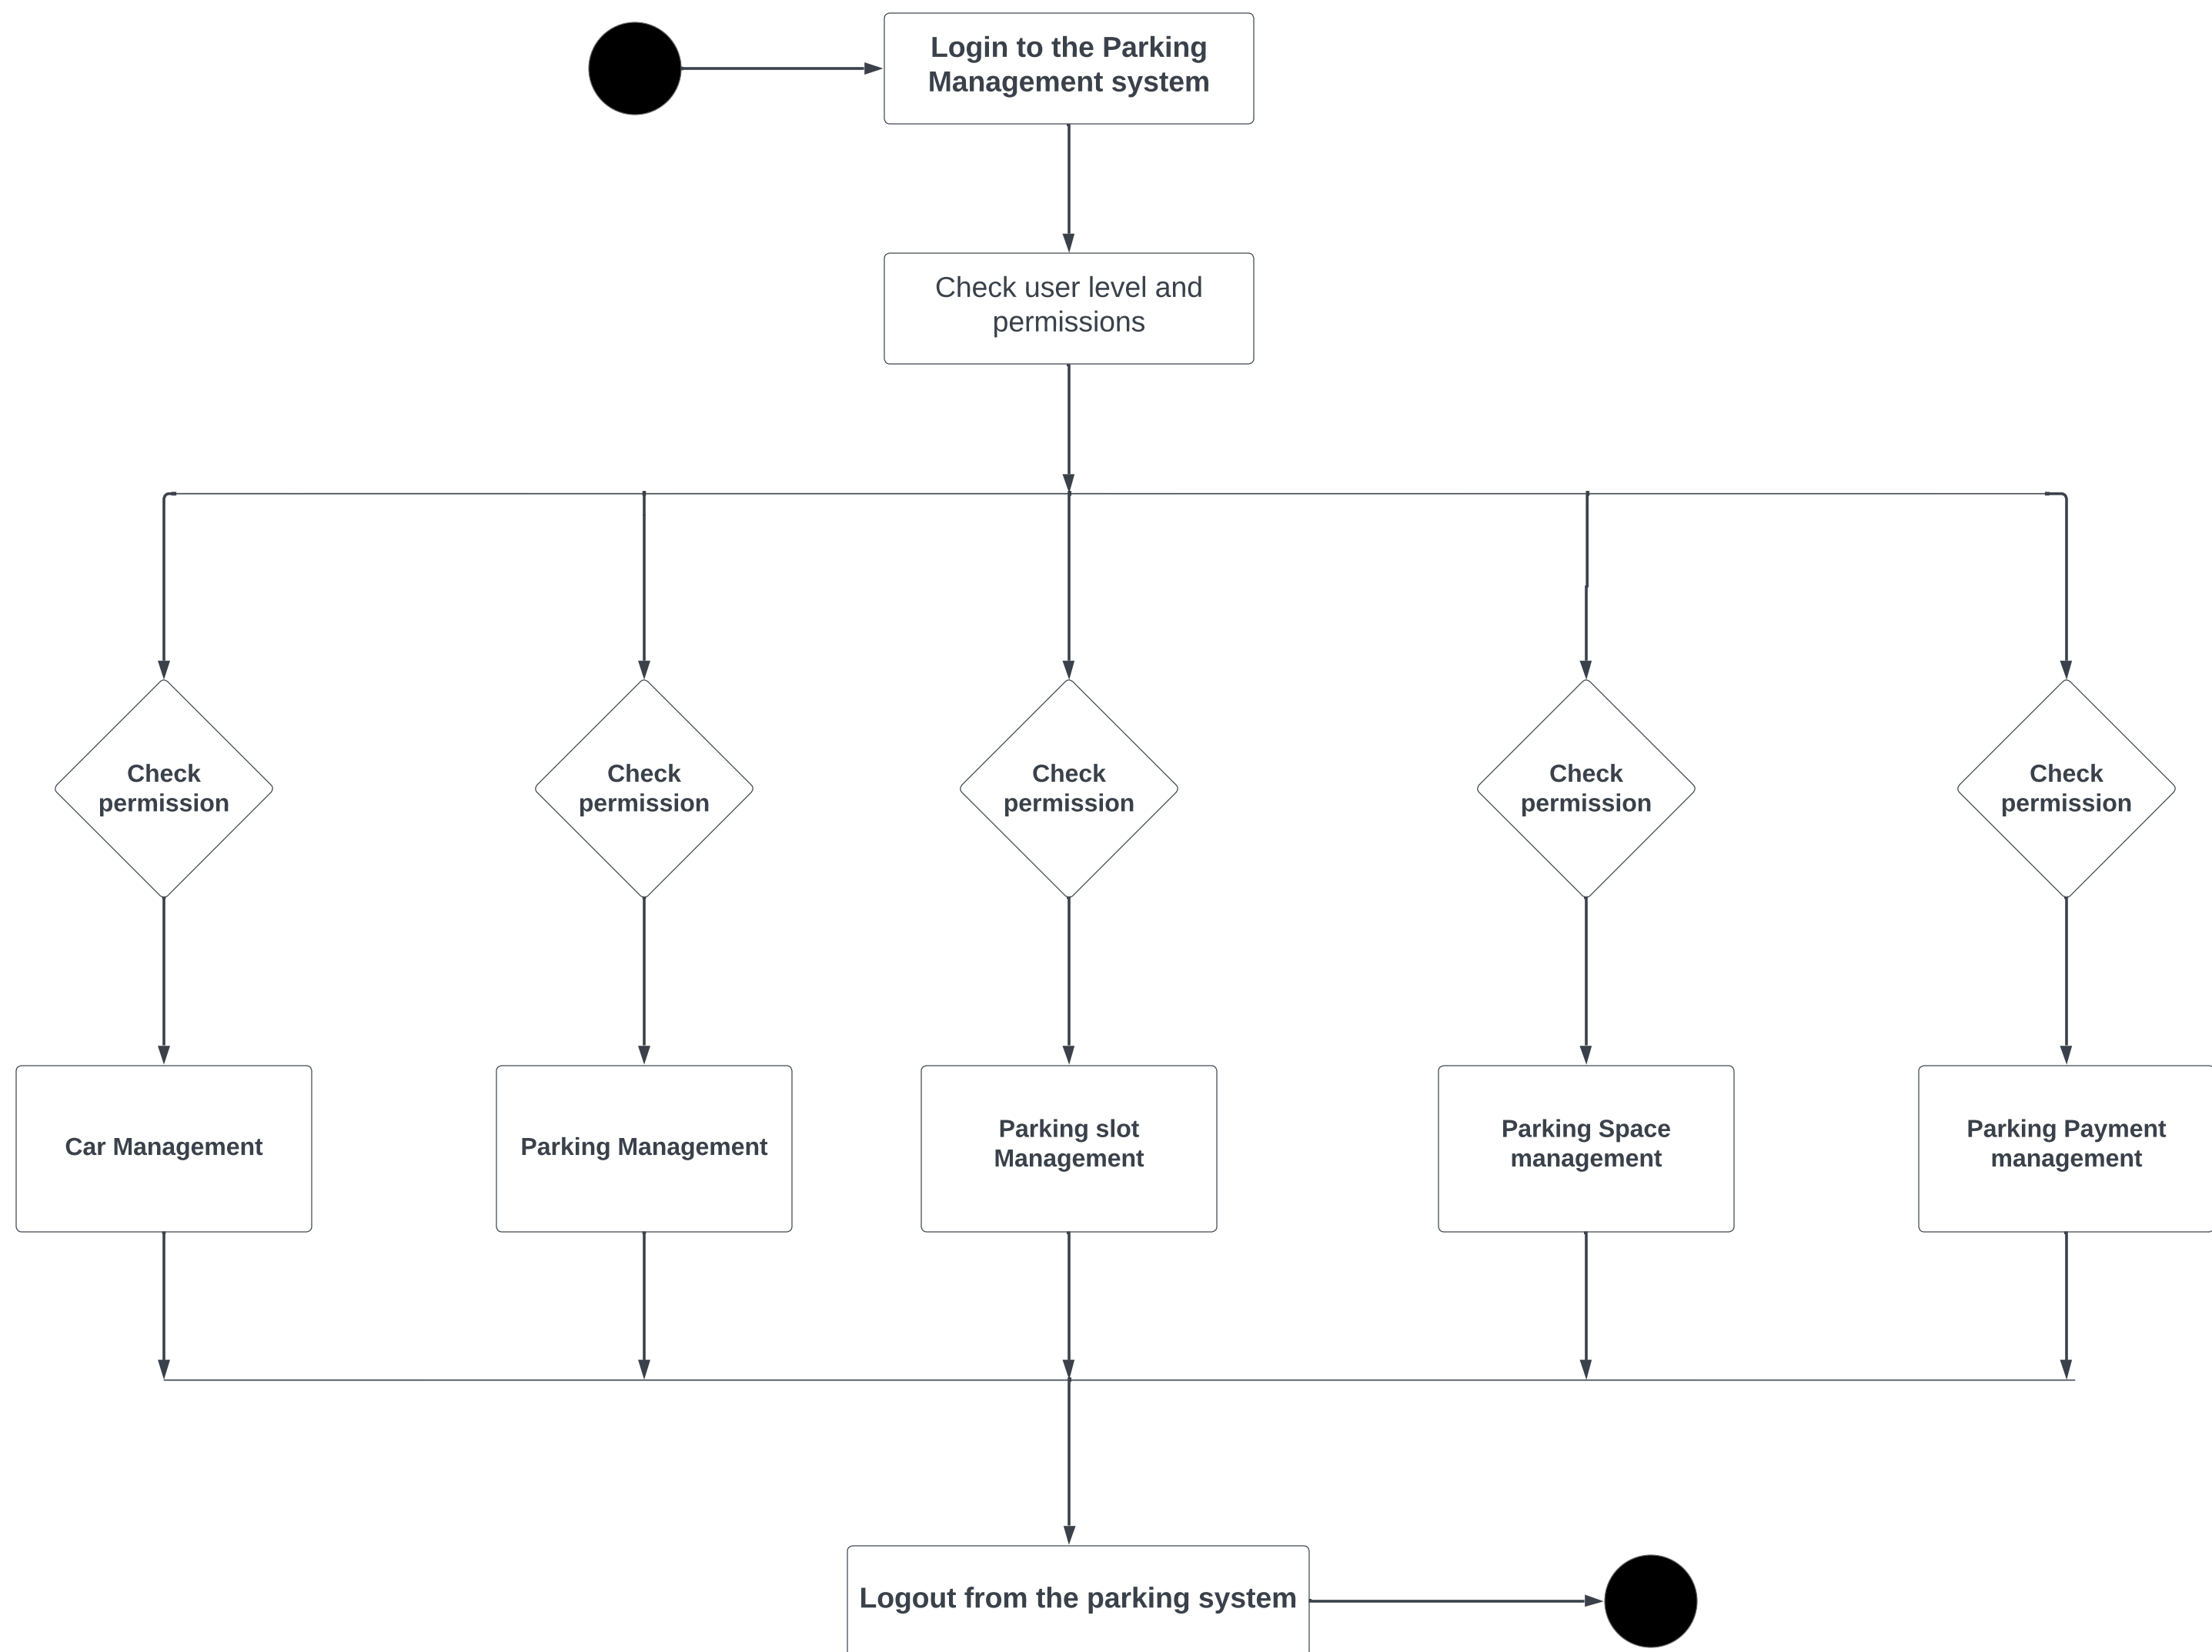 Login to the Parking
Management system
Check user level and
permissions
Check
permission
Check
permission
Check
permission
Check
permission
Check
permission
Car Management
Parking Management
Parking slot
Management
Parking Space
management
Parking Payment
management
Logout from the parking system